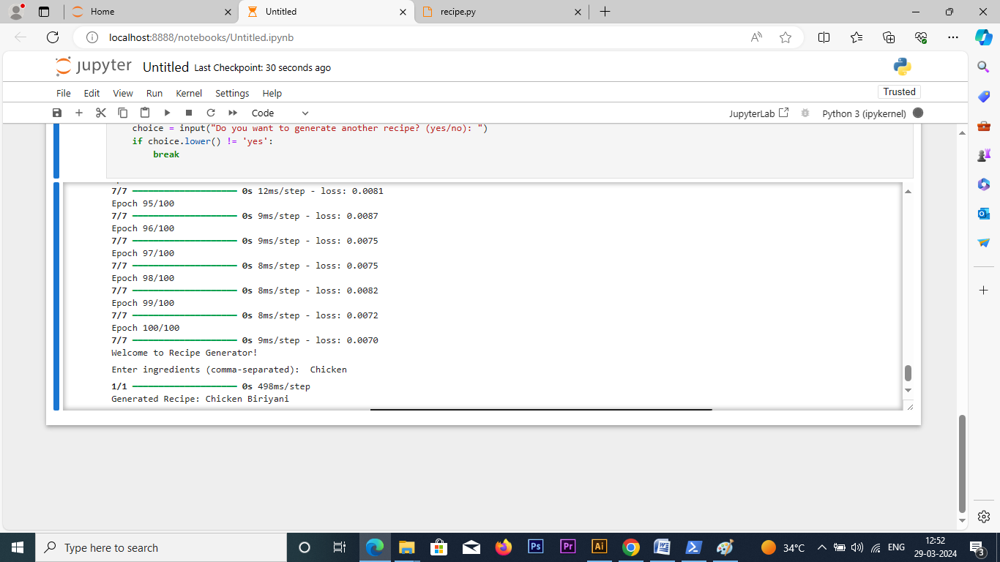 Home
Untitled
recipe.py
localhost:8888/notebooks/Untitled.ipynb
jupyter Untitled Last Checkpoint: 30 seconds ago
File Edit View Run Kernel Settings Help
Trusted
Code
JupyterLab
Python 3 (ipykernel)
choice = input("Do you want to generate another recipe? (yes/no): ")
if choice.lower() != 'yes':
break
7/7 0s 12ms/step - loss: 0.0081
Epoch 95/100
7/7 0s 9ms/step - loss: 0.0087
Epoch 96/100
7/7 0s 9ms/step - loss: 0.0075
Epoch 97/100
7/7 0s 8ms/step - loss: 0.0075
Epoch 98/100
7/7 0s 8ms/step - loss: 0.0082
Epoch 99/100
7/7 0s 8ms/step - loss: 0.0072
Epoch 100/100
7/7 0s 9ms/step - loss: 0.0070
Welcome to Recipe Generator!
Enter ingredients (comma-separated): Chicken
1/1 0s 498ms/step
Generated Recipe: Chicken Biriyani
Type here to search
Ps
Pr
Ai
34°C
ENG
12:52
29-03-2024
3